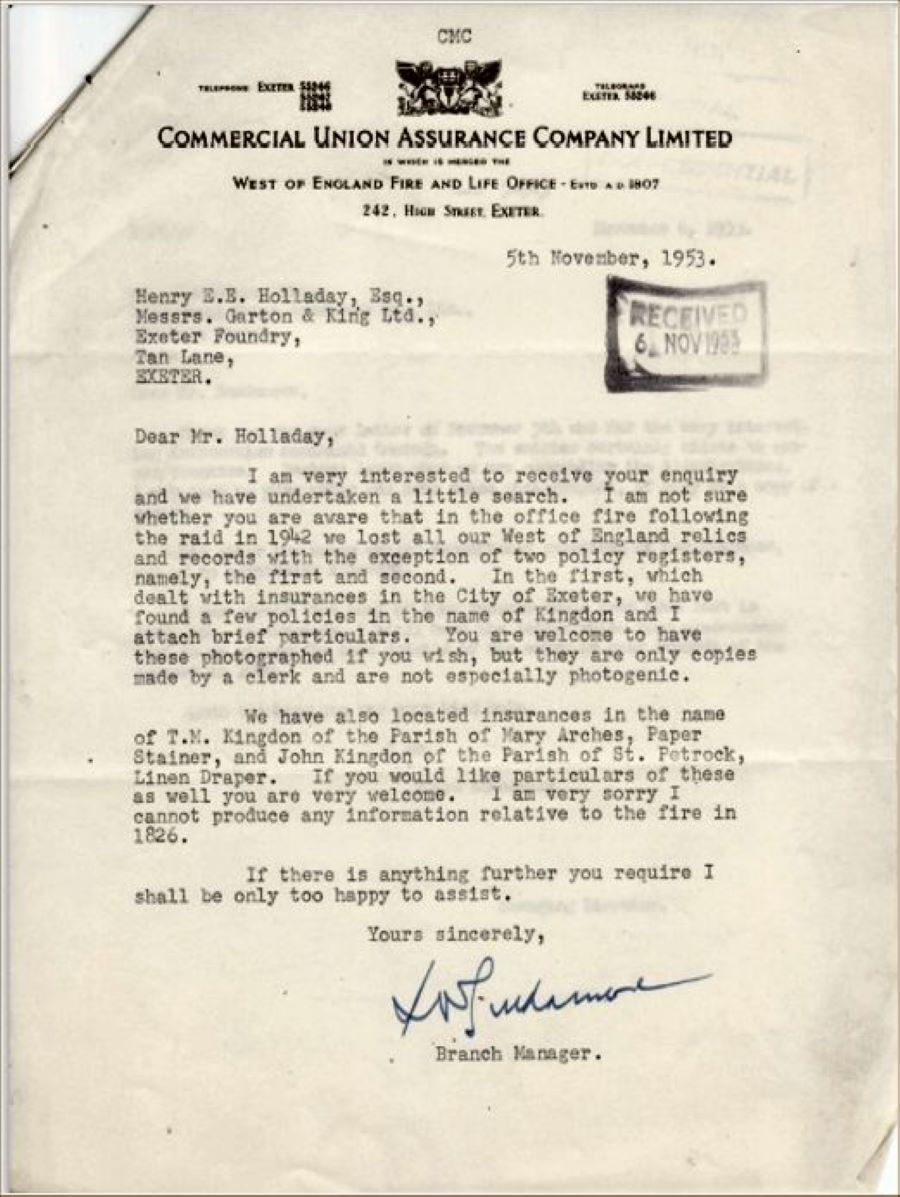 CMC
TELEPHONE EXETER 55246
TELEGRAMS
EXETER 55246
COMMERCIAL UNION ASSURANCE COMPANY LIMITED
IN WHICH IS MERGED THE
WEST OF ENGLAND FIRE AND LIFE OFFICE - ESTD A.D. 1807
242, HIGH STREET, EXETER.
5th November, 1953.
Henry E.E. Holladay, Esq.,
Messrs. Garton & King Ltd.,
Exeter Foundry,
Tan Lane,
EXETER.
RECEIVED
6 NOV 1953
Dear Mr. Holladay,
I am very interested to receive your enquiry
and we have undertaken a little search. I am not sure
whether you are aware that in the office fire following
the raid in 1942 we lost all our West of England relics
and records with the exception of two policy registers,
namely, the first and second. In the first, which
dealt with insurances in the City of Exeter, we have
found a few policies in the name of Kingdon and I
attach brief particulars. You are welcome to have
these photographed if you wish, but they are only copies
made by a clerk and are not especially photogenic.
We have also located insurances in the name
of T.M. Kingdon of the Parish of Mary Arches, Paper
Stainer, and John Kingdon of the Parish of St. Petrock,
Linen Draper. If you would like particulars of these
as well you are very welcome. I am very sorry I
cannot produce any information relative to the fire in
1826.
If there is anything further you require I
shall be only too happy to assist.
Yours sincerely,
Branch Manager.